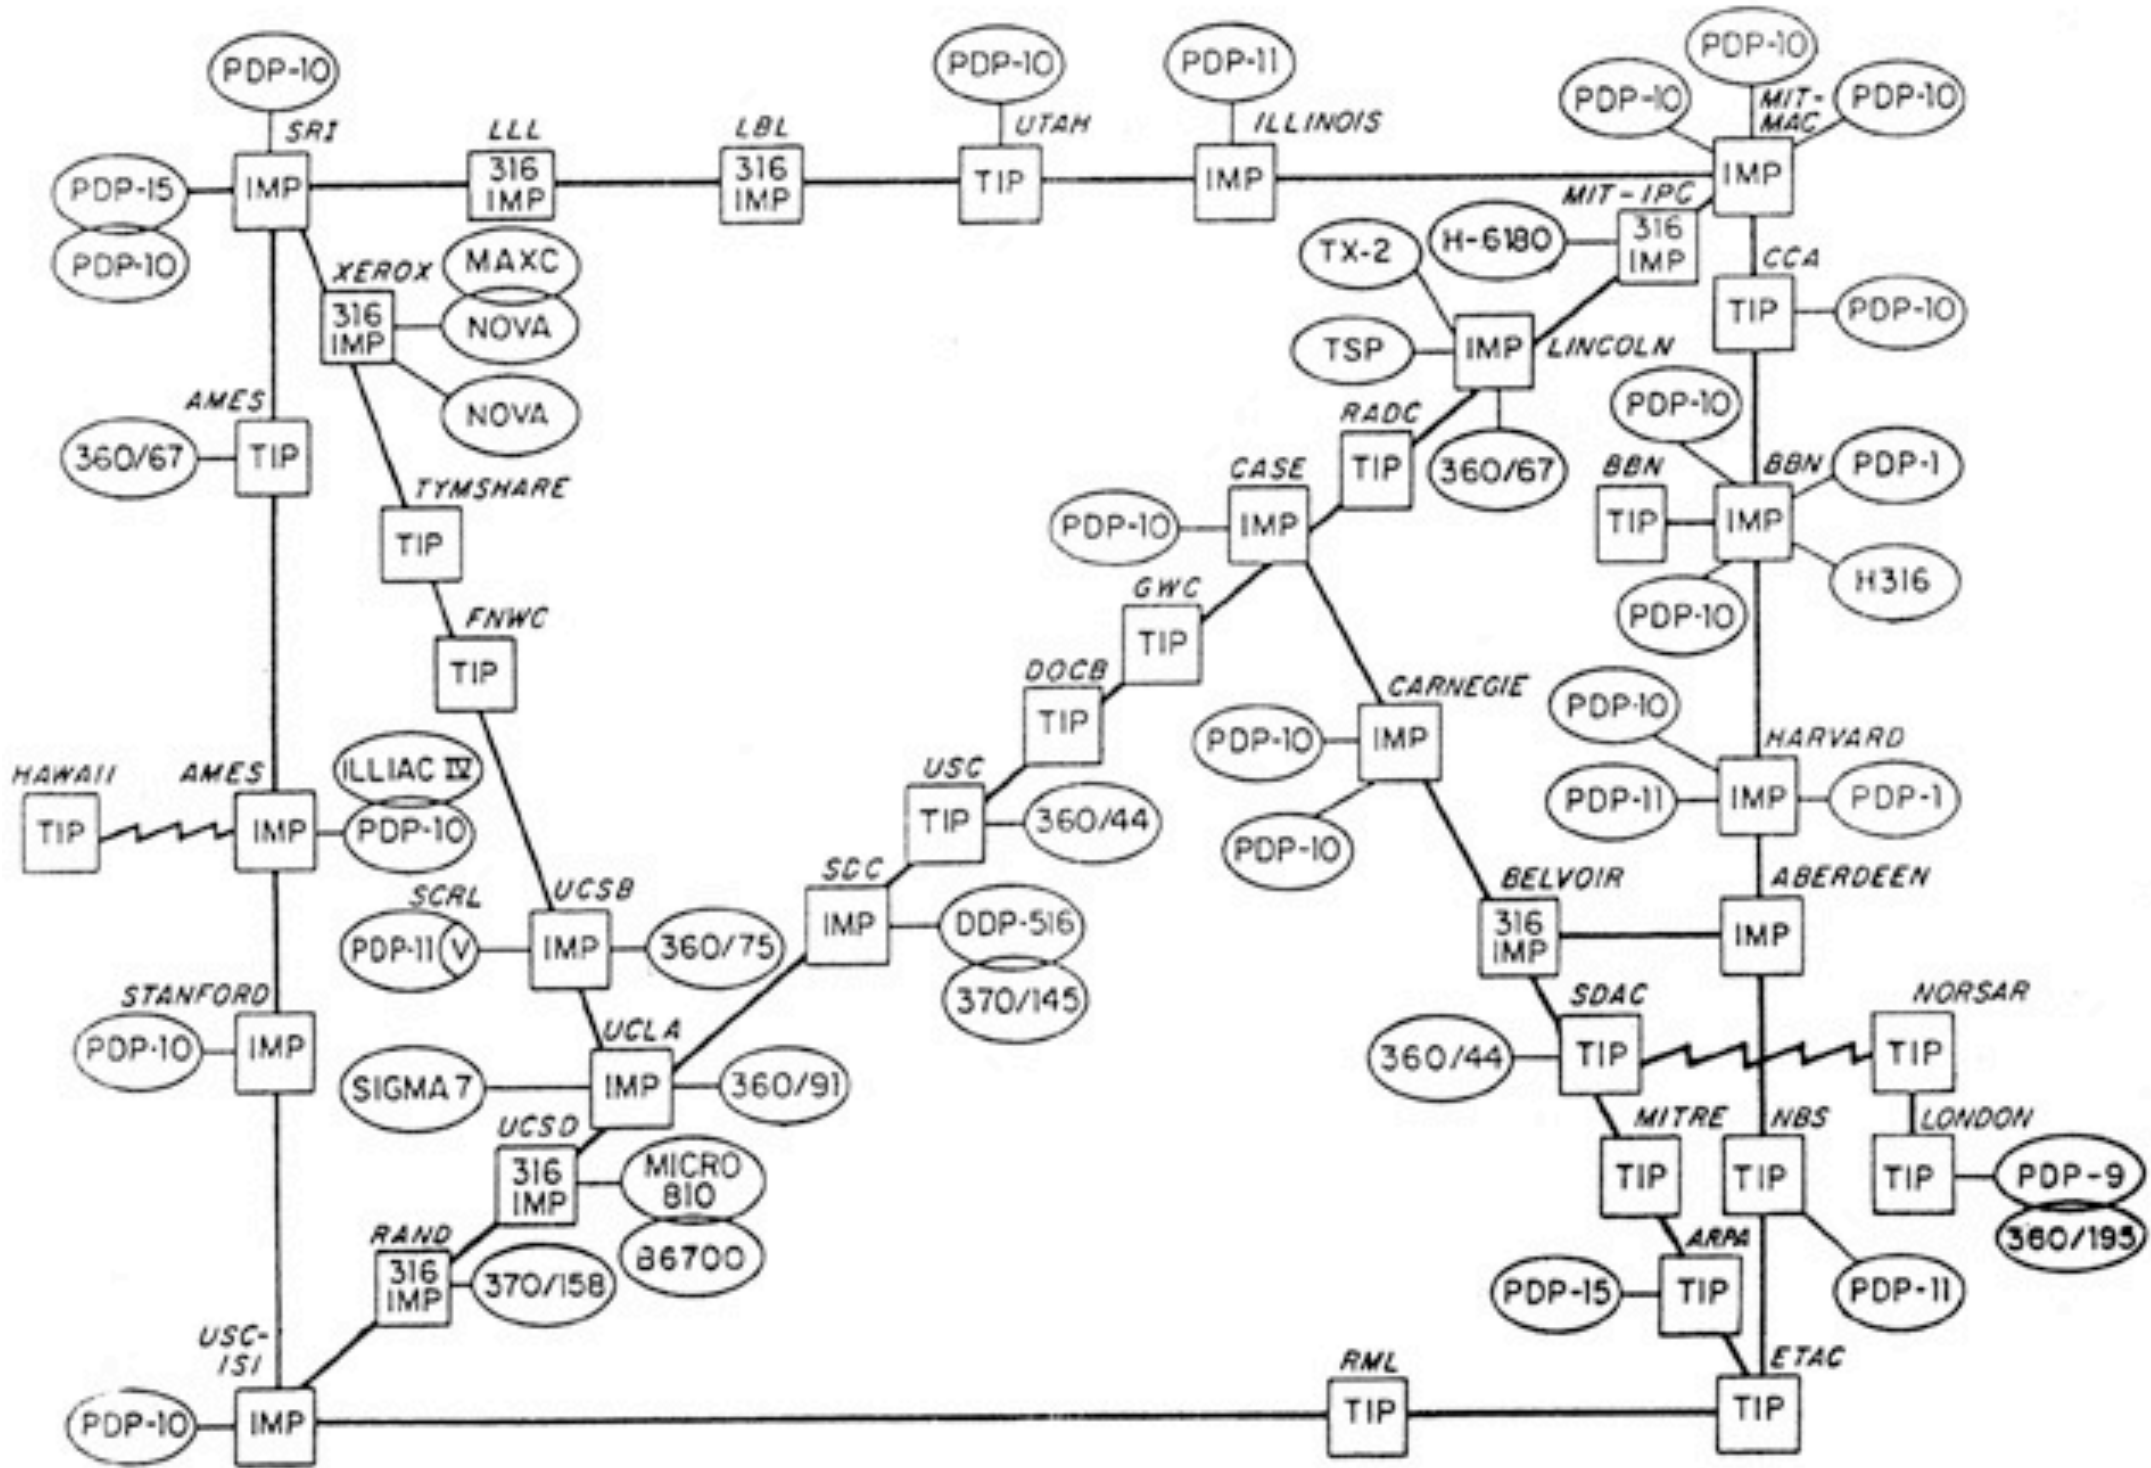 PDP-10
SRI
IMP
PDP-15
PDP-10
LLL
316
IMP
LBL
316
IMP
PDP-10
UTAH
TIP
PDP-11
ILLINOIS
IMP
PDP-10
PDP-10
PDP-10
MIT-
MAC
IMP
MIT-IPC
316
IMP
H-6180
TX-2
TSP
IMP
LINCOLN
360/67
CCA
TIP
PDP-10
XEROX
316
IMP
MAXC
NOVA
NOVA
AMES
360/67
TIP
TYMSHARE
TIP
FNWC
TIP
RADC
TIP
CASE
PDP-10
IMP
GWC
TIP
DOCB
TIP
USC
TIP
360/44
SDC
IMP
DDP-516
370/145
PDP-10
BBN
TIP
BBN
IMP
PDP-1
H316
PDP-10
CARNEGIE
PDP-10
IMP
PDP-10
PDP-10
HARVARD
PDP-11
IMP
PDP-1
HAWAII
TIP
AMES
IMP
ILLIAC IV
PDP-10
SCRL
PDP-11 V
UCSB
IMP
360/75
BELVOIR
316
IMP
ABERDEEN
IMP
STANFORD
PDP-10
IMP
UCLA
SIGMA 7
IMP
360/91
SDAC
360/44
TIP
NORSAR
TIP
UCSD
316
IMP
MICRO
810
B6700
MITRE
TIP
NBS
TIP
PDP-11
LONDON
TIP
PDP-9
360/195
RAND
316
IMP
370/158
ARPA
PDP-15
TIP
USC-
ISI
PDP-10
IMP
RML
TIP
ETAC
TIP